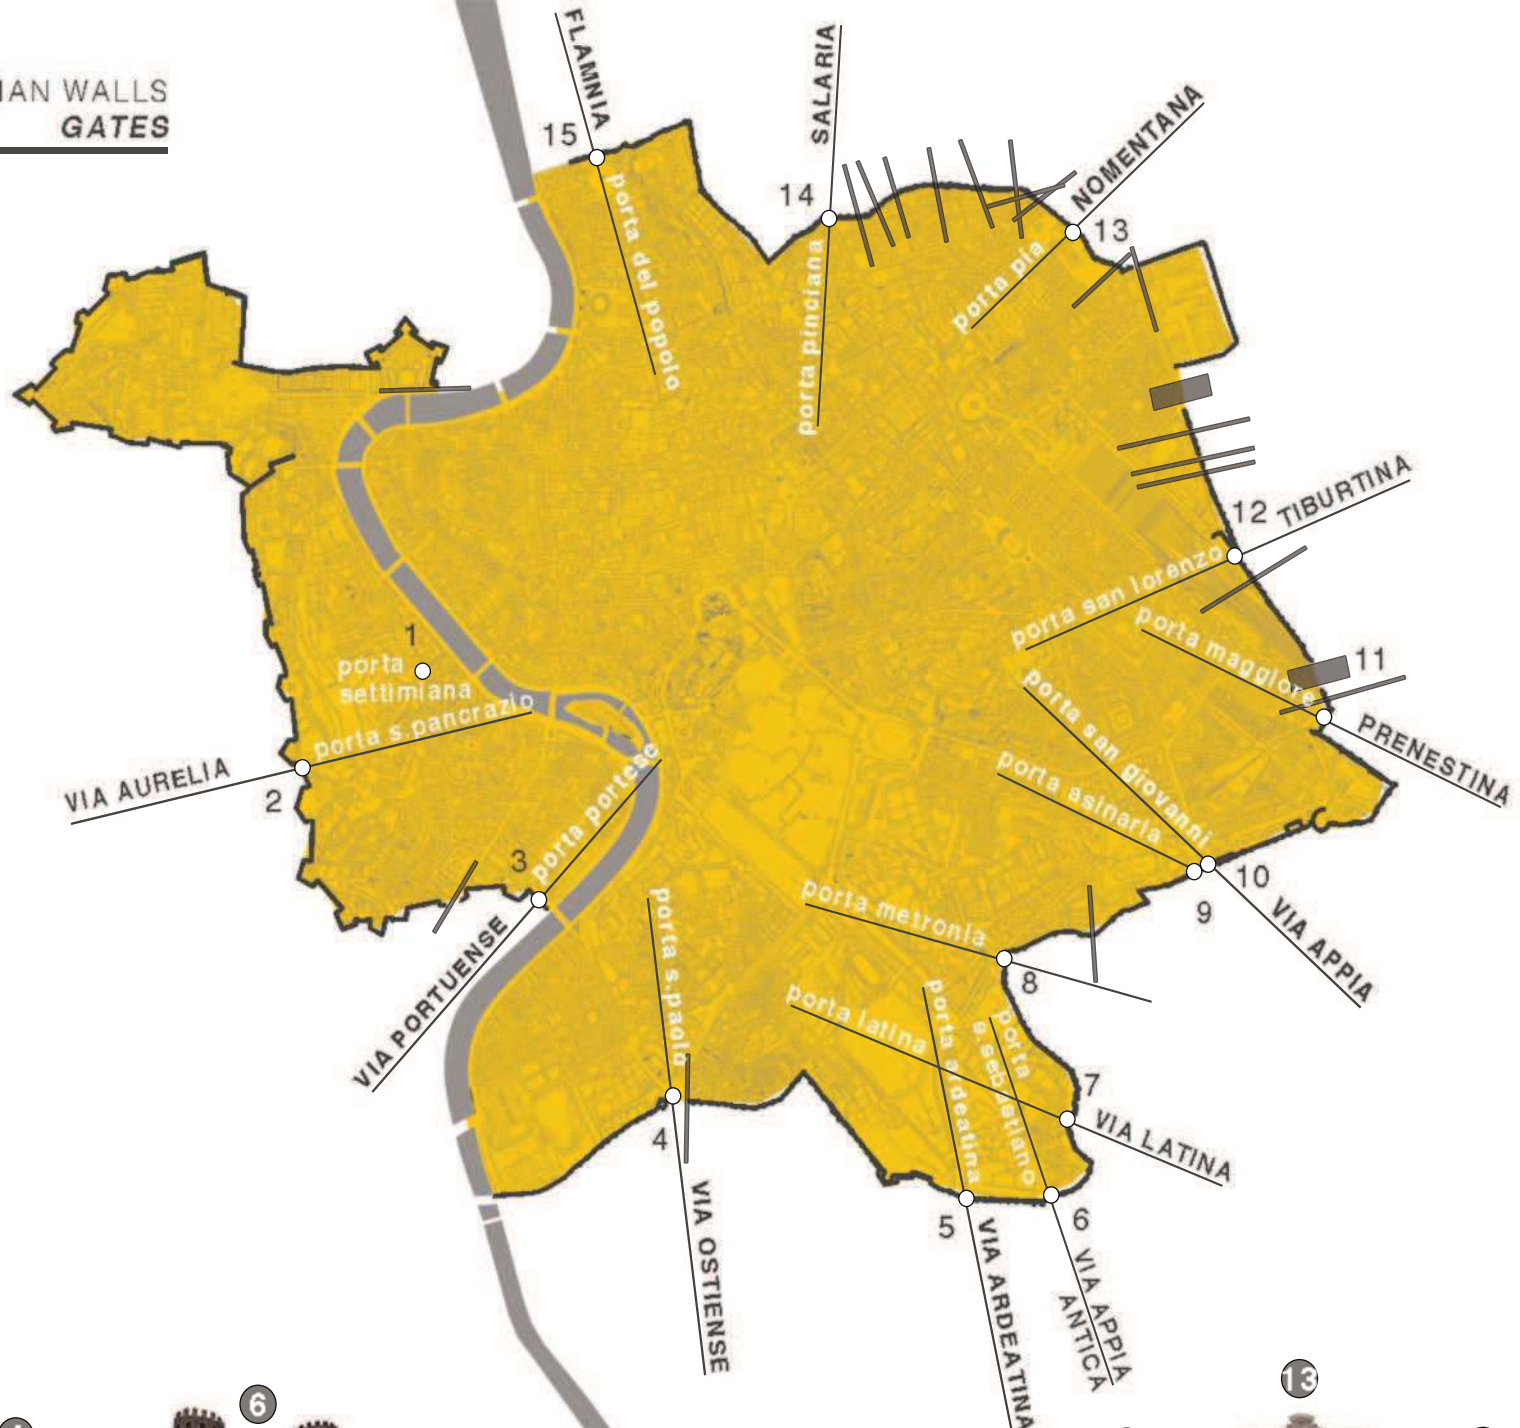 IAN WALLS
GATES
FLAMNIA
15
porta del popolo
SALARIA
14
porta pinciana
NOMENTANA
13
porta pia
TIBURTINA
12
porta san lorenzo
porta maggiore
11
PRENESTINA
porta san giovanni
porta asinaria
10
9
VIA APPIA
1
porta
settimiana
porta s.pancrazio
VIA AURELIA
2
3
porta portese
VIA PORTUENSE
porta s.paolo
4
VIA OSTIENSE
porta metronia
8
porta latina
7
VIA LATINA
porta ardeatina
5
VIA ARDEATINA
porta
s.sebastiano
6
VIA APPIA
ANTICA
6
13